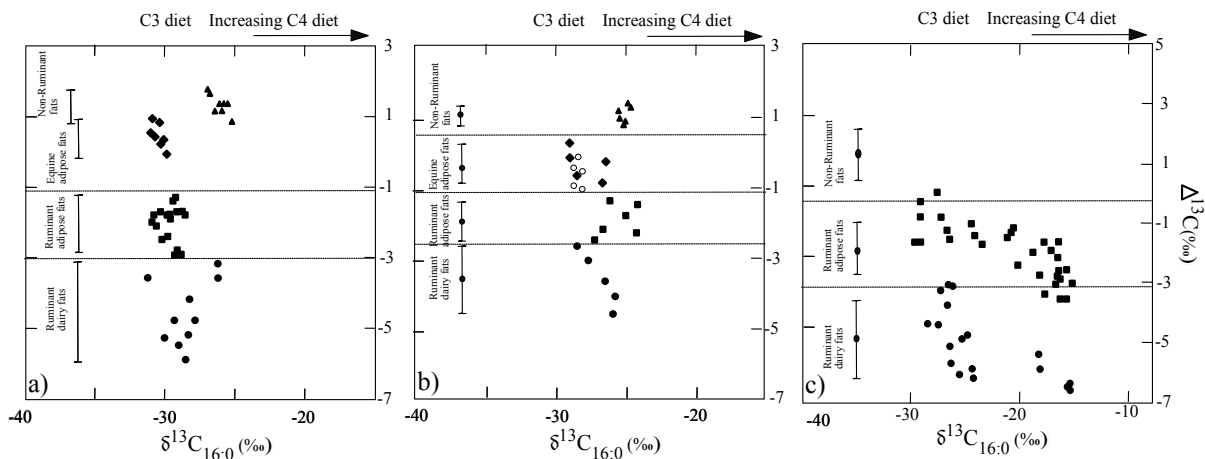 C3 diet Increasing C4 diet
Non-Ruminant
fats
Equine
adipose fats
Ruminant
adipose fats
Ruminant
dairy fats
3
1
-1
-3
-5
-7
a)
-40 -30 -20
δ13C16:0 (‰)
C3 diet Increasing C4 diet
Non-Ruminant
fats
Equine
adipose fats
Ruminant
adipose fats
Ruminant
dairy fats
3
1
-1
-3
-5
-7
b)
-40 -30 -20
δ13C16:0 (‰)
C3 diet Increasing C4 diet
Non-Ruminant
fats
Ruminant
adipose fats
Ruminant
dairy fats
5
3
1
-1
-3
-5
-7
Δ13C(‰)
c)
-40 -30 -20 -10
δ13C16:0 (‰)